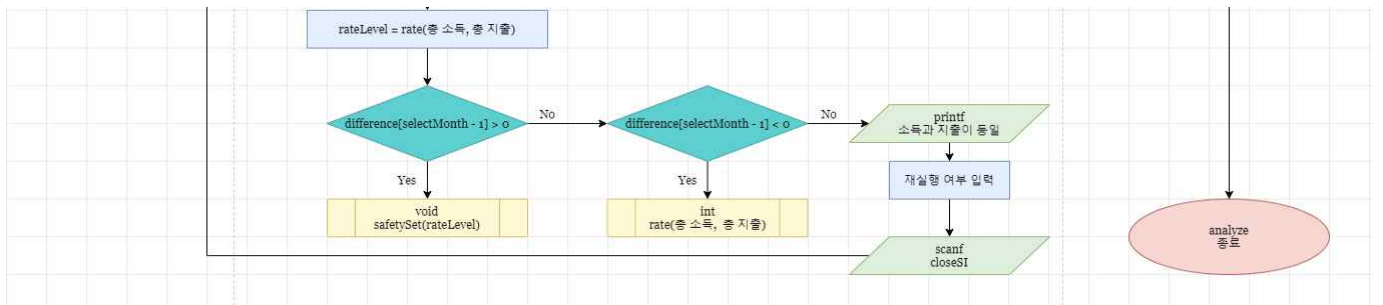 rateLevel = rate(총 소득, 총 지출)
difference[selectMonth - 1] > 0
No
difference[selectMonth - 1] < 0
No
printf
소득과 지출이 동일
재실행 여부 입력
Yes
Yes
void
safetySet(rateLevel)
int
rate(총 소득, 총 지출)
scanf
closeSI
analyze
종료